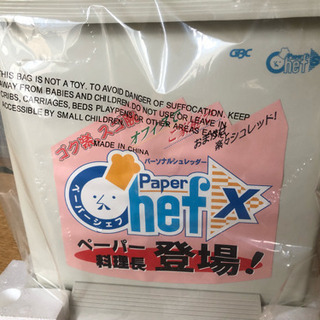 GBC
Chef
THIS BAG IS NOT A TOY. TO AVOID DANGER OF SUFFOCATION, KEEP
AWAY FROM BABIES AND CHILDREN DO NOT USE OR LEAVE IN
CRIBS, CARRIAGES, BEDS PLAYPENS OR OTHER AREAS EASILY
ACCESSIBLE BY SMALL CHILDREN.
MADE IN CHINA
楽々シュレッド!
パーソナルシュレッダー
Paper
Chef X
ペーパーシェフ
ペーパー
料理長 登場!